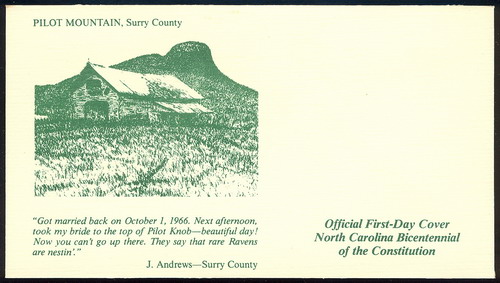 PILOT MOUNTAIN, Surry County
"Got married back on October 1, 1966. Next afternoon,
took my bride to the top of Pilot Knob—beautiful day!
Now you can't go up there. They say that rare Ravens
are nestin'."
J. Andrews—Surry County
Official First-Day Cover
North Carolina Bicentennial
of the Constitution